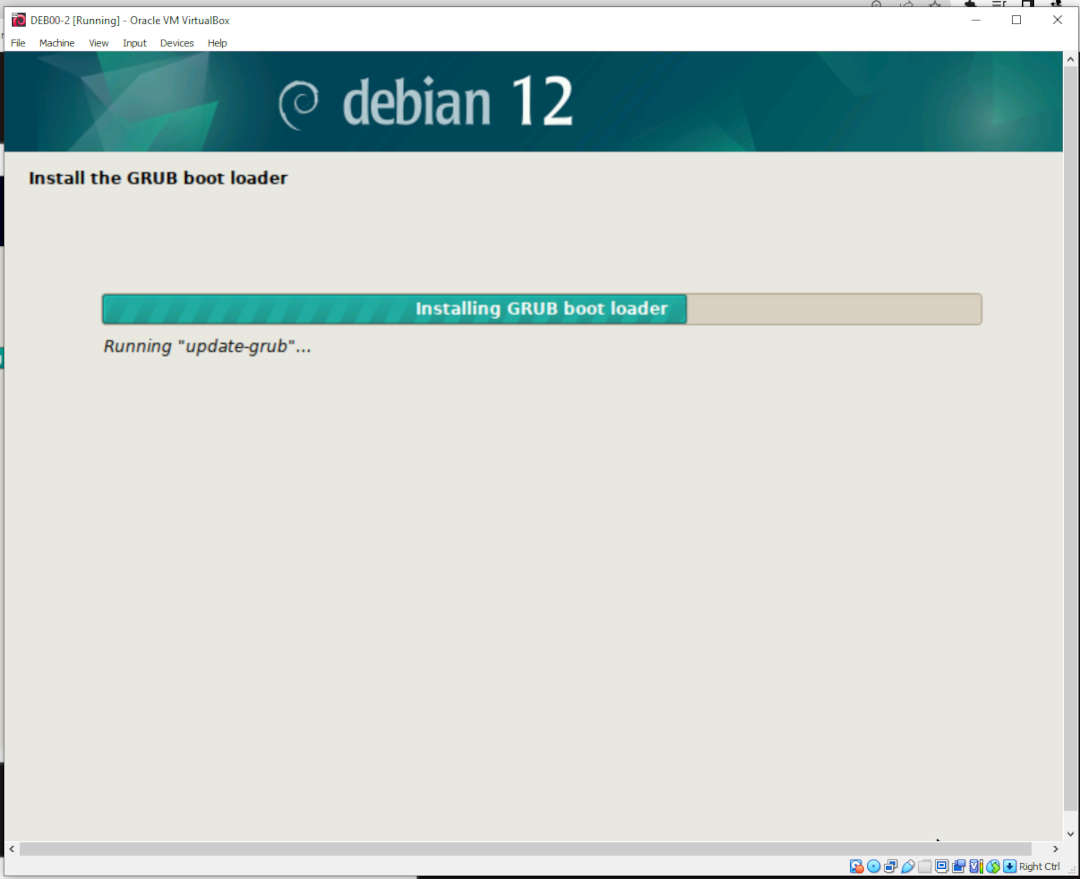 DEB00-2 [Running] - Oracle VM VirtualBox
File Machine View Input Devices Help
debian 12
Install the GRUB boot loader
Installing GRUB boot loader
Running "update-grub"...
Right Ctrl